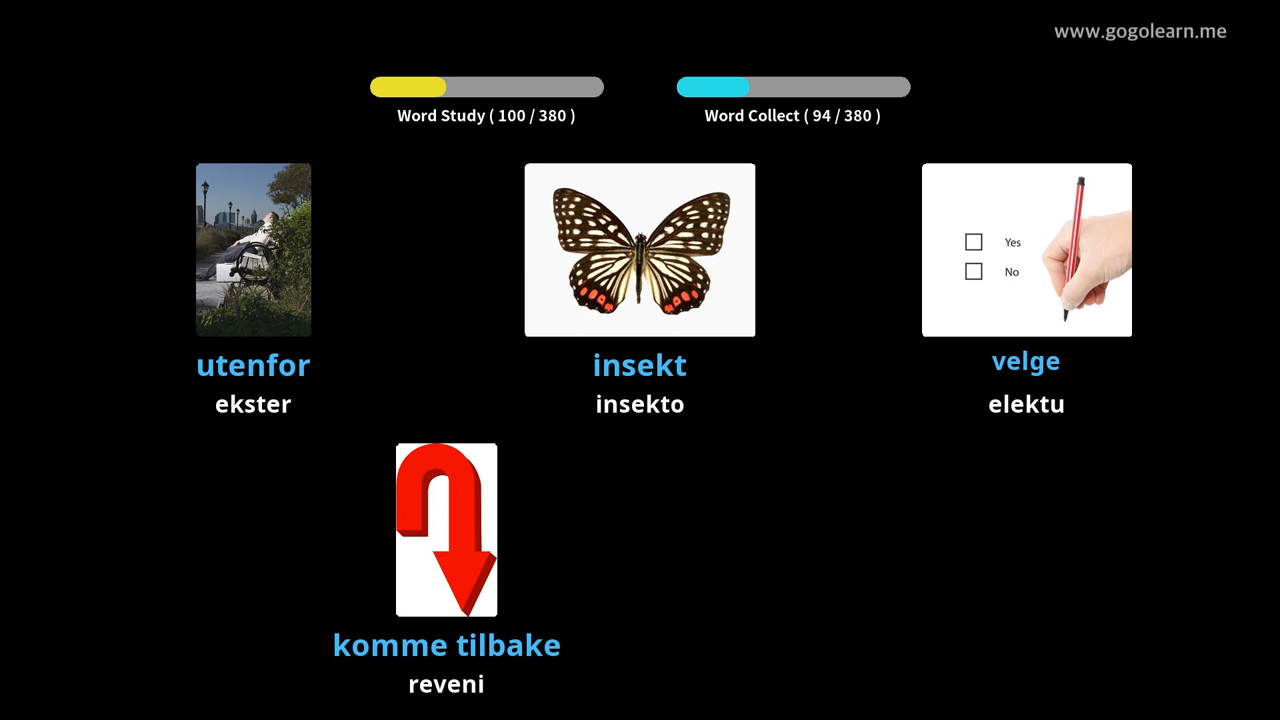 www.gogolearn.me
Word Study ( 100 / 380 )
Word Collect ( 94 / 380 )
Yes
No
utenfor
insekt
velge
ekster
insekto
elektu
komme tilbake
reveni